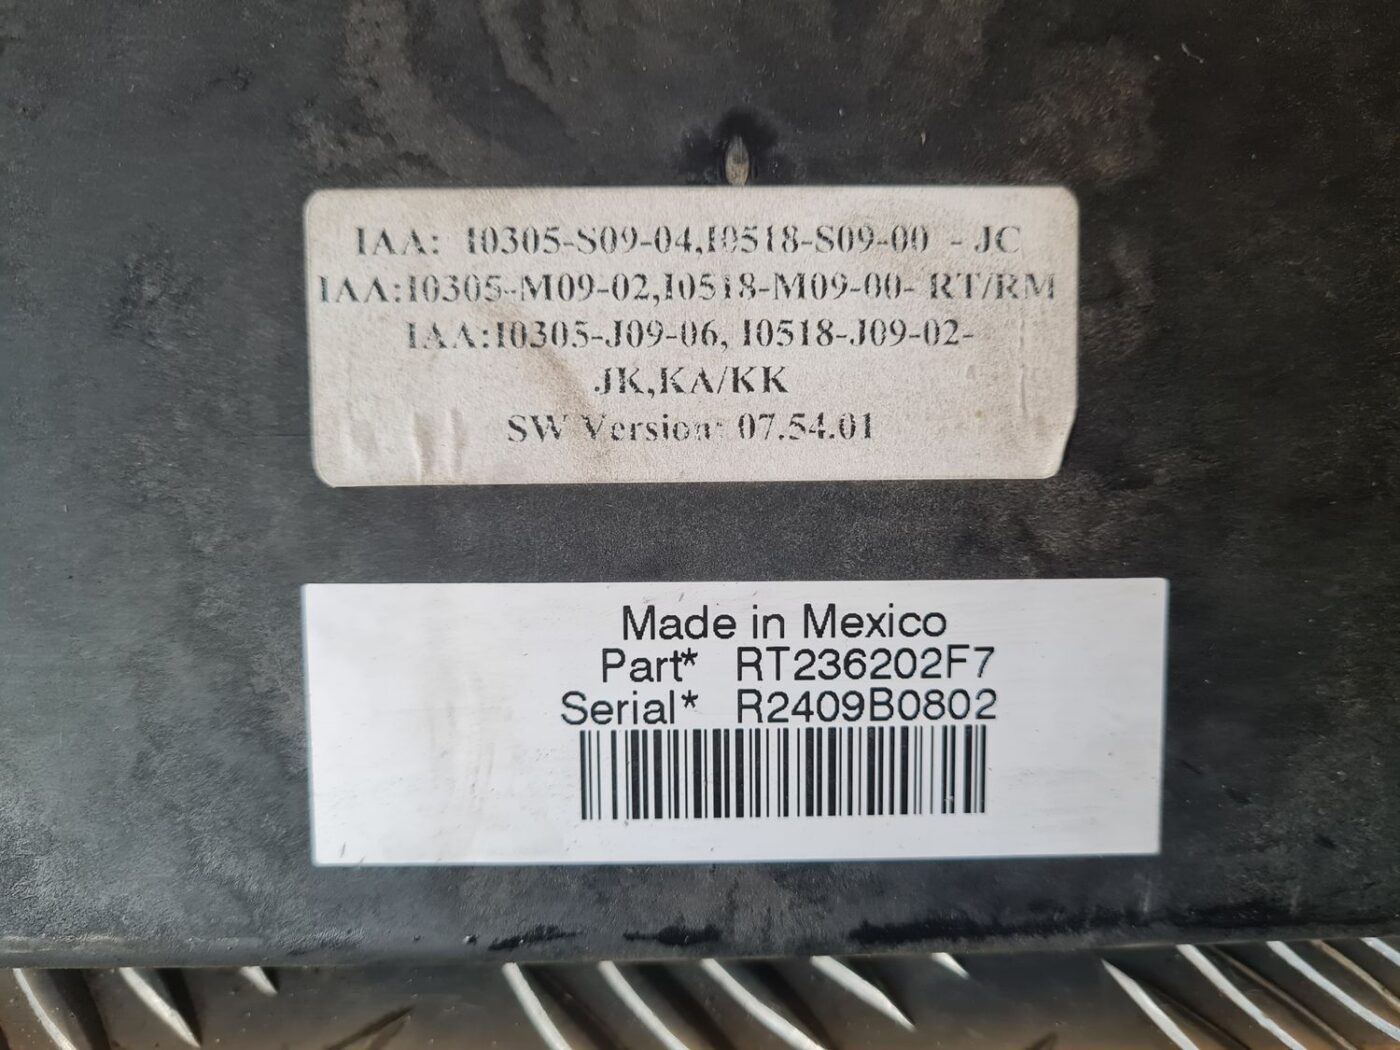 IAA: I0305-S09-04,I0518-S09-00 - JC
IAA:I0305-M09-02,I0518-M09-00- RT/RM
IAA:I0305-J09-06, I0518-J09-02-
JK,KA/KK
SW Version: 07.54.01
Made in Mexico
Part* RT236202F7
Serial* R2409B0802